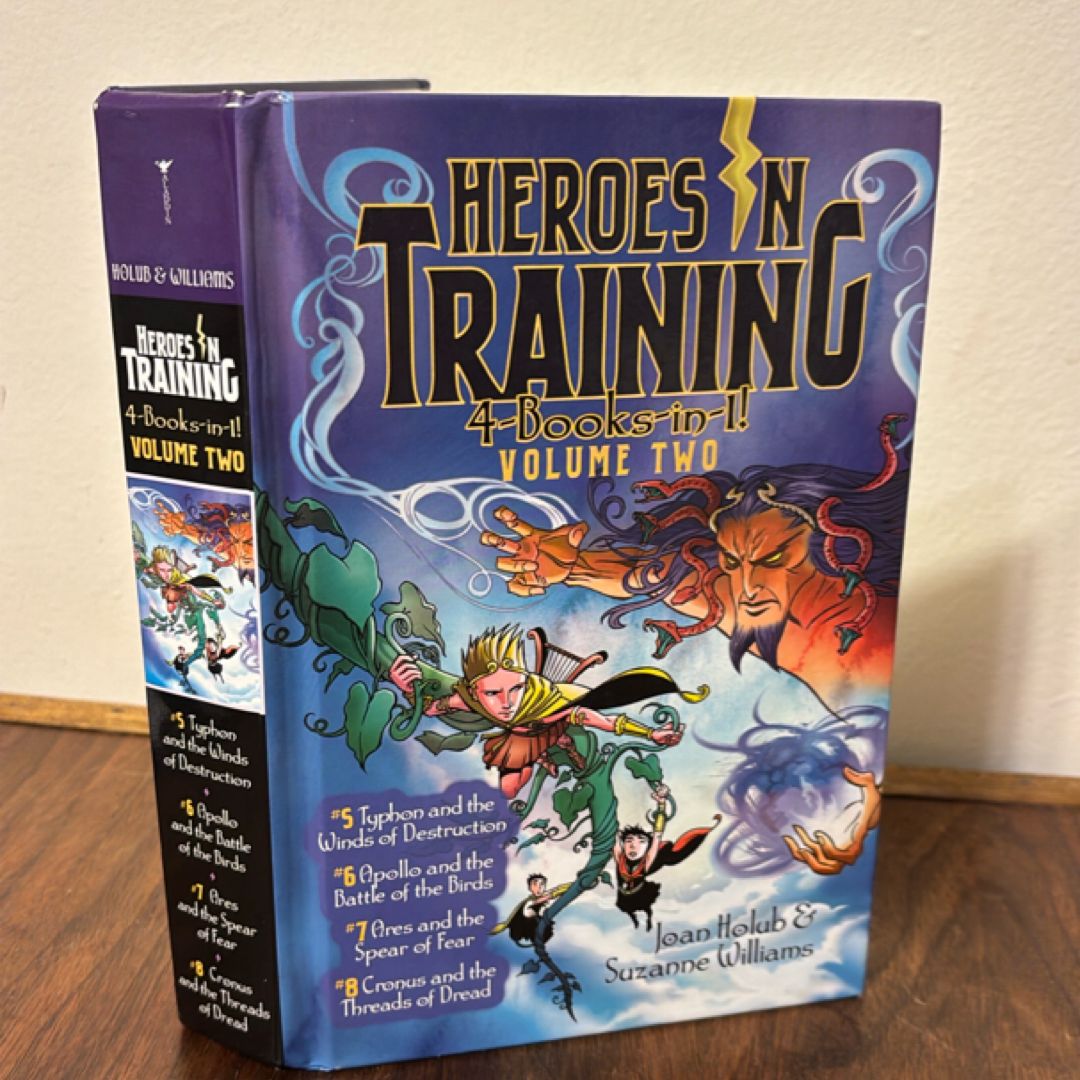 ALADDIN
HOLUB & WILLIAMS
HEROES IN
TRAINING
4-Books-in-1!
VOLUME TWO
#5 Typhon
and the Winds
of Destruction
#6 Apollo
and the Battle
of the Birds
#7 Ares
and the Spear
of Fear
#8 Cronus
and the Threads
of Dread
HEROES IN
TRAINING
4-Books-in-1!
VOLUME TWO
#5 Typhon and the
Winds of Destruction
#6 Apollo and the
Battle of the Birds
#7 Ares and the
Spear of Fear
#8 Cronus and the
Threads of Dread
Joan Holub &
Suzanne Williams